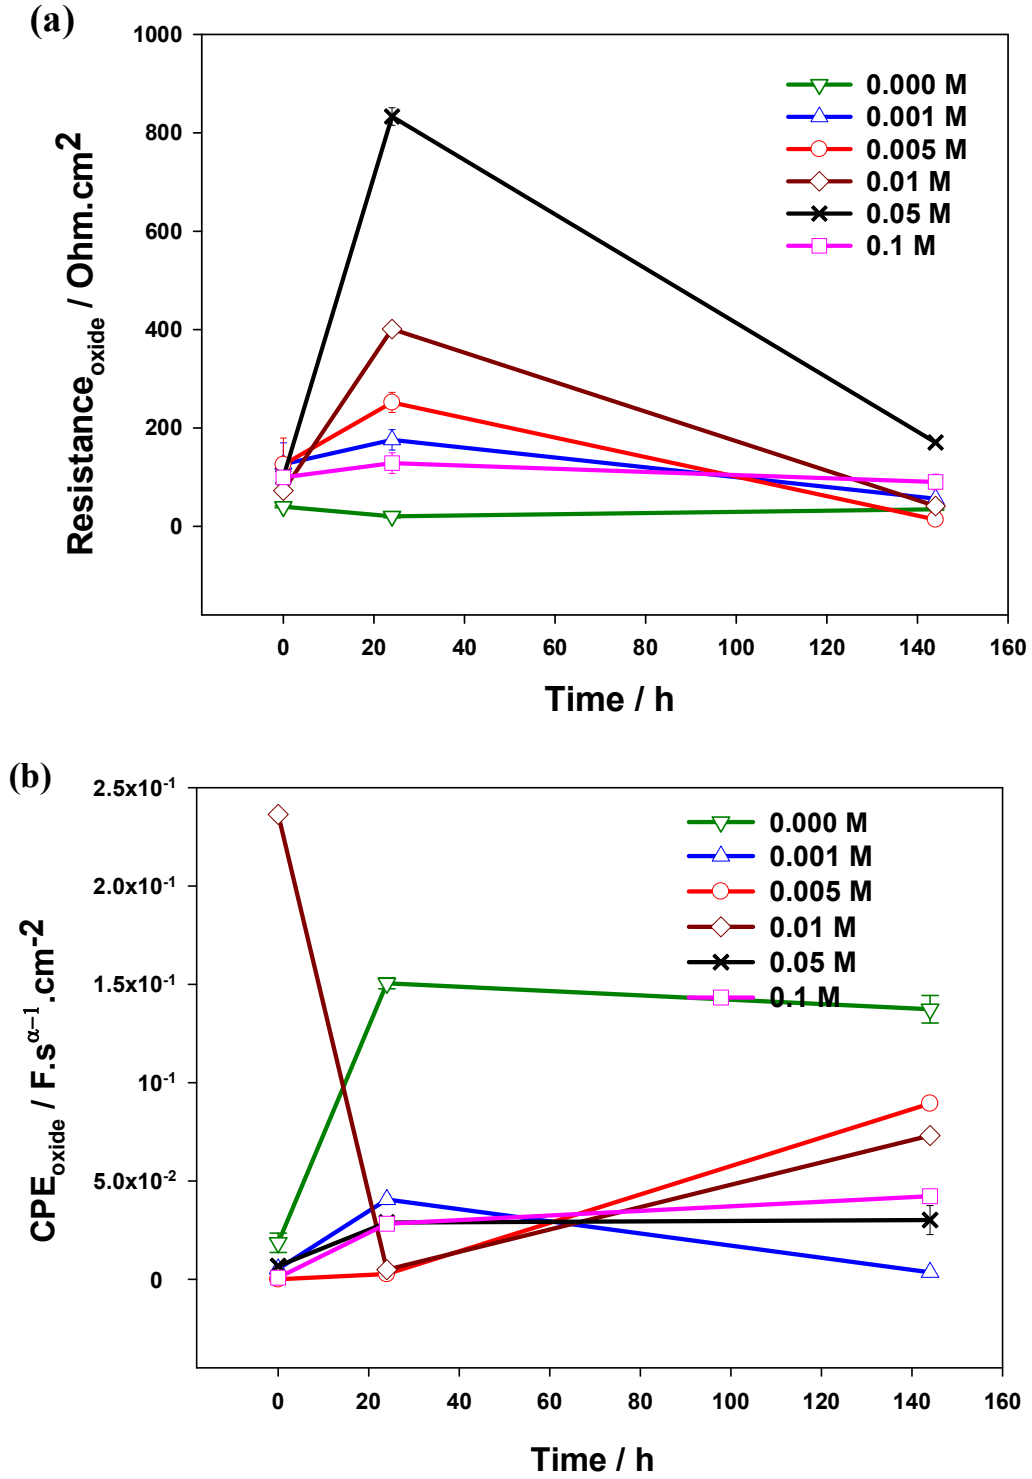 (a)
1000
800
600
400
200
0
Resistance_oxide / Ohm.cm²
0.000 M
0.001 M
0.005 M
0.01 M
0.05 M
0.1 M
0 20 40 60 80 100 120 140 160
Time / h
(b)
2.5x10⁻¹
2.0x10⁻¹
1.5x10⁻¹
10⁻¹
5.0x10⁻²
0
CPE_oxide / F.s^α−1.cm⁻²
0.000 M
0.001 M
0.005 M
0.01 M
0.05 M
0.1 M
0 20 40 60 80 100 120 140 160
Time / h